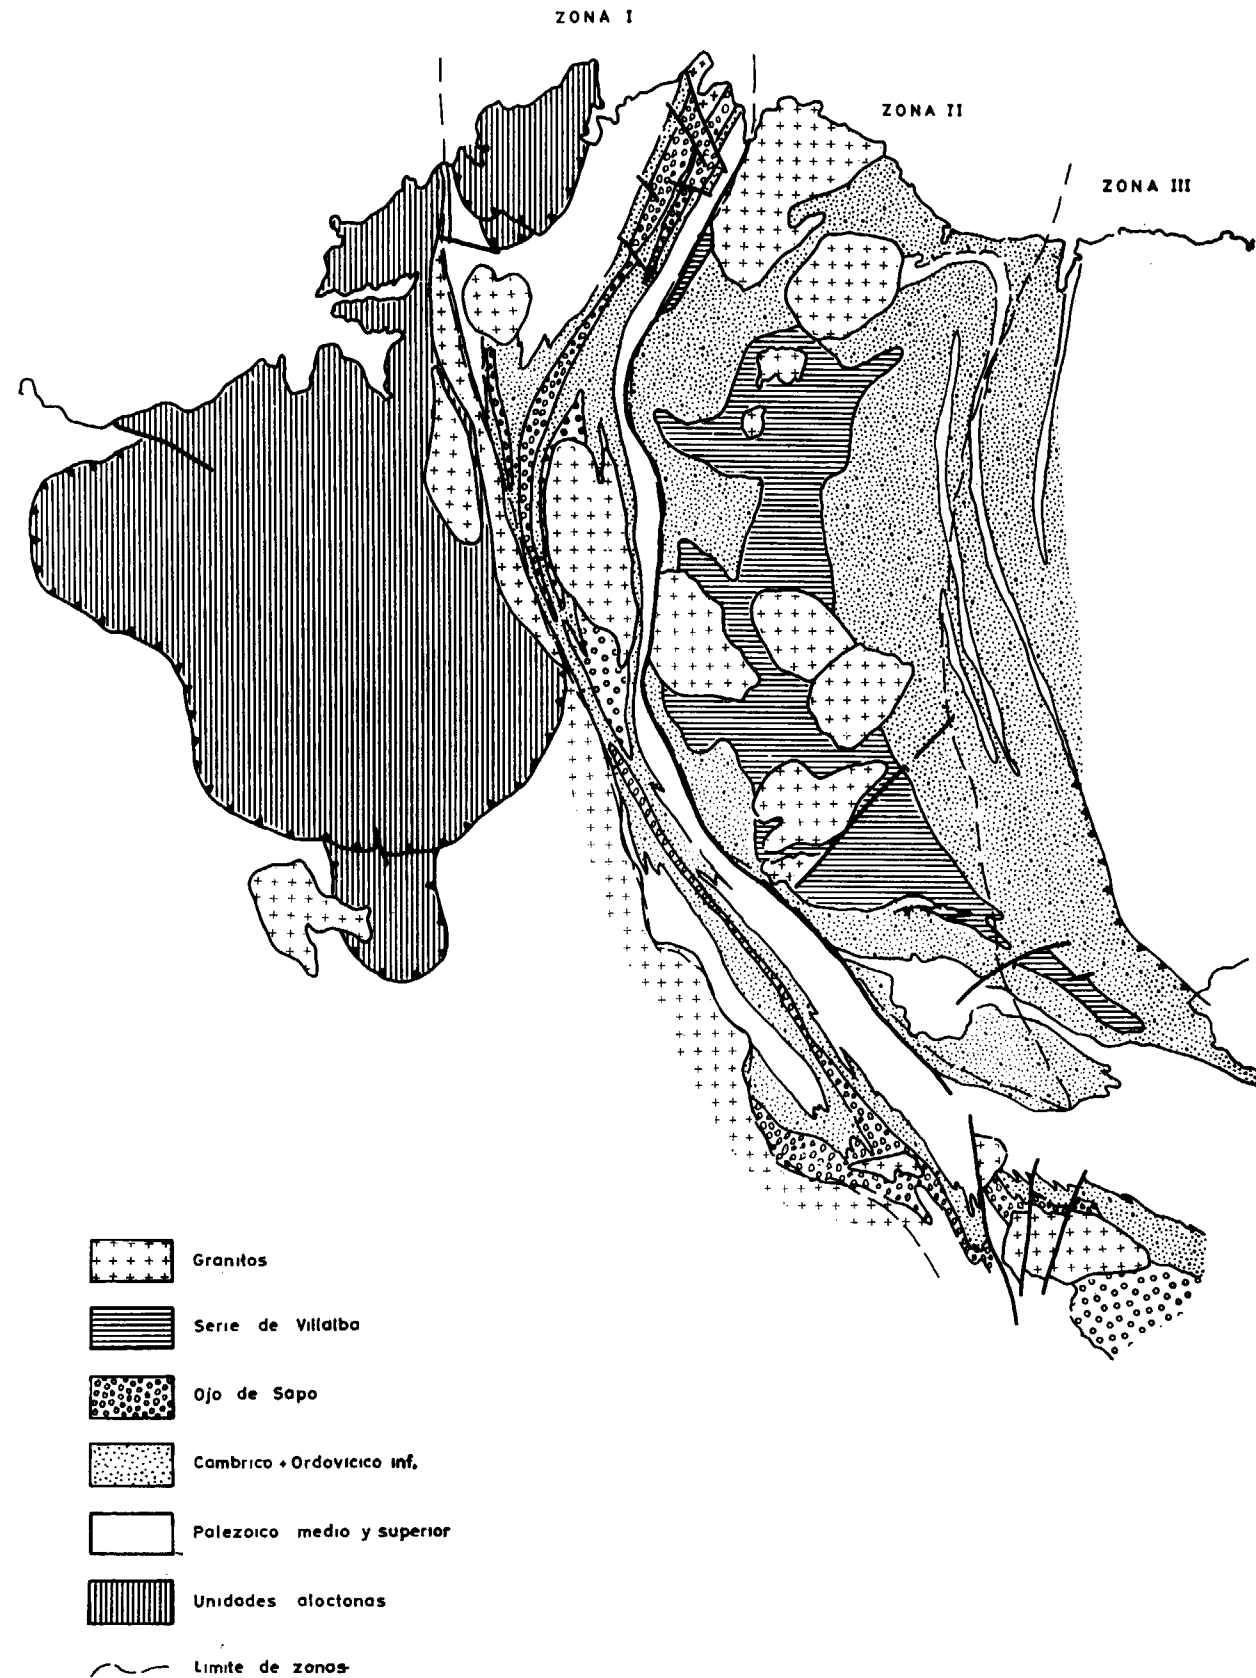 ZONA I
ZONA II
ZONA III
Granitos
Serie de Villalba
Ojo de Sapo
Cambrico + Ordovicico inf.
Palezoico medio y superior
Unidades aloctonas
Limite de zonas